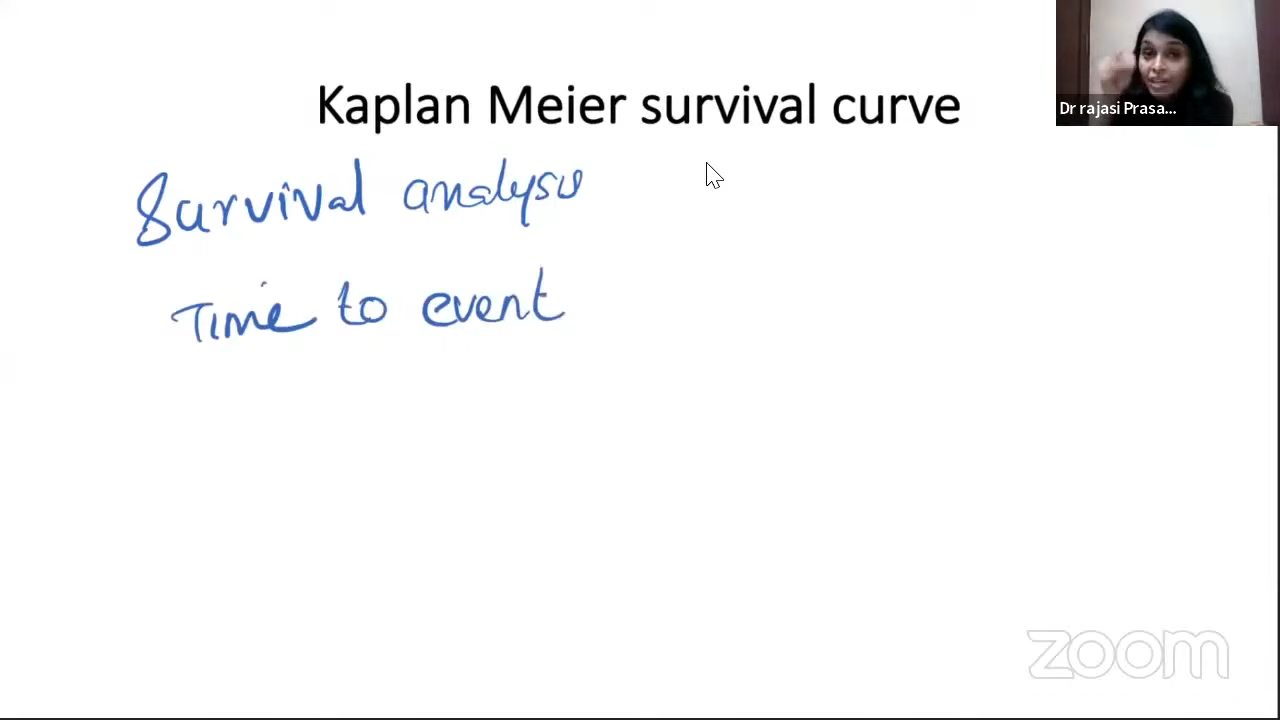 Kaplan Meier survival curve
Dr rajasi Prasa...
Survival analysis
Time to event
zoom